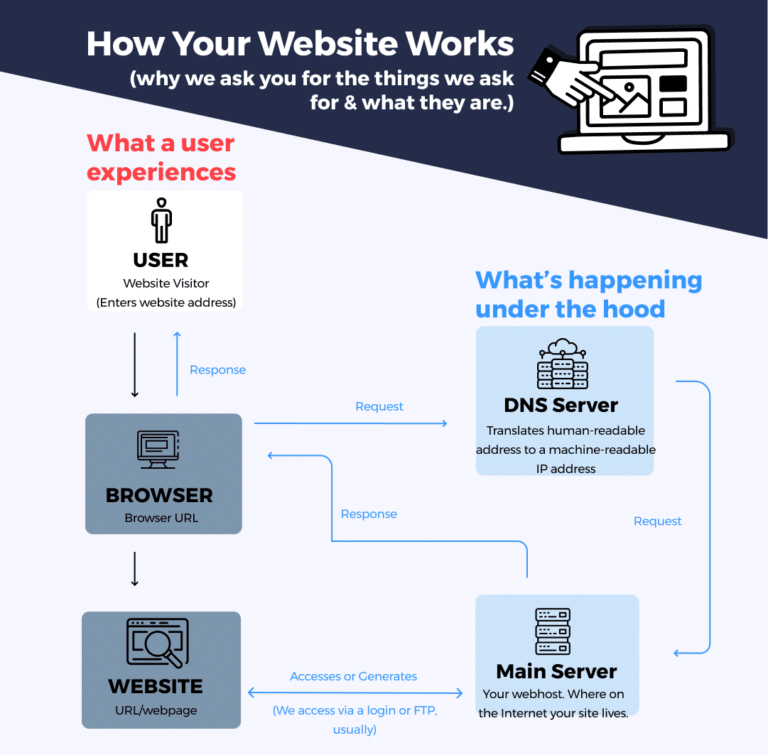 How Your Website Works
(why we ask you for the things we ask
for & what they are.)
What a user
experiences
USER
Website Visitor
(Enters website address)
What's happening
under the hood
Response
DNS Server
Translates human-readable
address to a machine-readable
IP address
Request
BROWSER
Browser URL
Response
Request
Main Server
Your webhost. Where on
the Internet your site lives.
WEBSITE
URL/webpage
Accesses or Generates
(We access via a login or FTP,
usually)